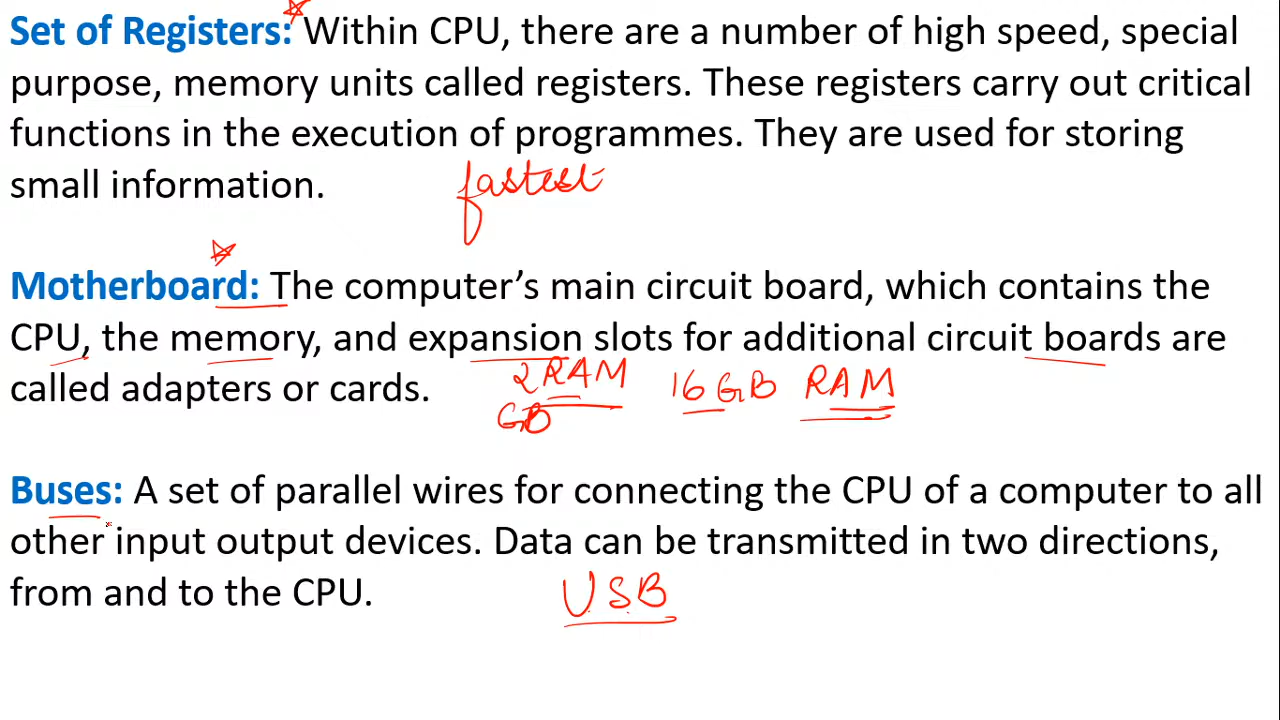 Set of Registers: Within CPU, there are a number of high speed, special
purpose, memory units called registers. These registers carry out critical
functions in the execution of programmes. They are used for storing
small information.
fastest
Motherboard: The computer’s main circuit board, which contains the
CPU, the memory, and expansion slots for additional circuit boards are
called adapters or cards.
2 RAM 16 GB RAM
GB
Buses: A set of parallel wires for connecting the CPU of a computer to all
other input output devices. Data can be transmitted in two directions,
from and to the CPU.
USB